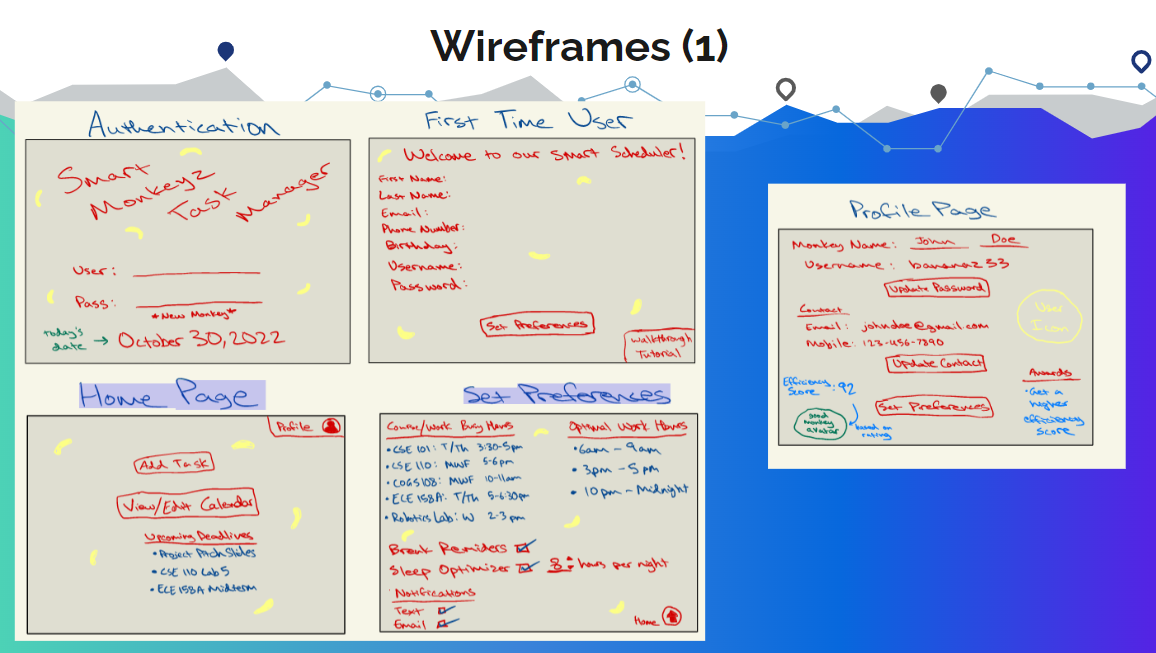 Wireframes (1)
Authentication
Smart
Monkeyz
Task
Manager
User:
Pass:
*New Monkey*
today's
date → October 30, 2022
First Time User
Welcome to our Smart Scheduler!
First Name:
Last Name:
Email:
Phone Number:
Birthday:
Username:
Password:
Set Preferences
Walkthrough
Tutorial
Home Page
Profile
Add Task
View/Edit Calendar
Upcoming Deadlines
• Project Pitch Slides
• CSE 110 Lab 5
• ECE 158A Midterm
Set Preferences
Course/Work Busy Hours
• CSE 101: T/Th 3:30-5pm
• CSE 110: MWF 5-6pm
• COGS 108: MWF 10-11am
• ECE 158A: T/Th 5-6:30pm
• Robotics Lab: W 2-3pm
Optimal Work Hours
• 6am - 9am
• 3pm - 5pm
• 10pm - Midnight
Break Reminders
Sleep Optimizer 8 hours per night
Notifications
Text
Email
Home
Profile Page
Monkey Name: John Doe
Username: bananaz33
Update Password
User
Icon
Contact
Email: johndoe@gmail.com
Mobile: 123-456-7890
Update Contact
Efficiency
Score: 92
Set Preferences
good
monkey
avatar
based on
rating
Awards
• Get a
higher
efficiency
score